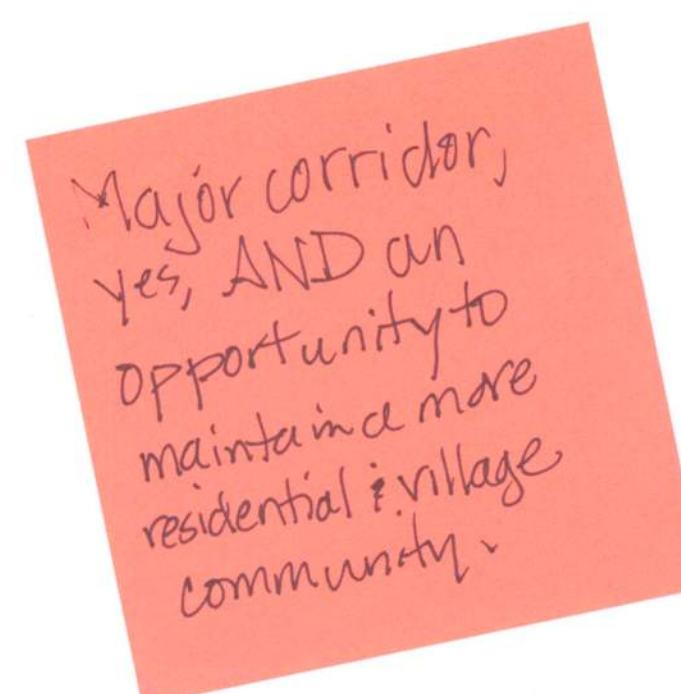 Major corridor,
yes, AND an
opportunity to
maintain a more
residential & village
community.